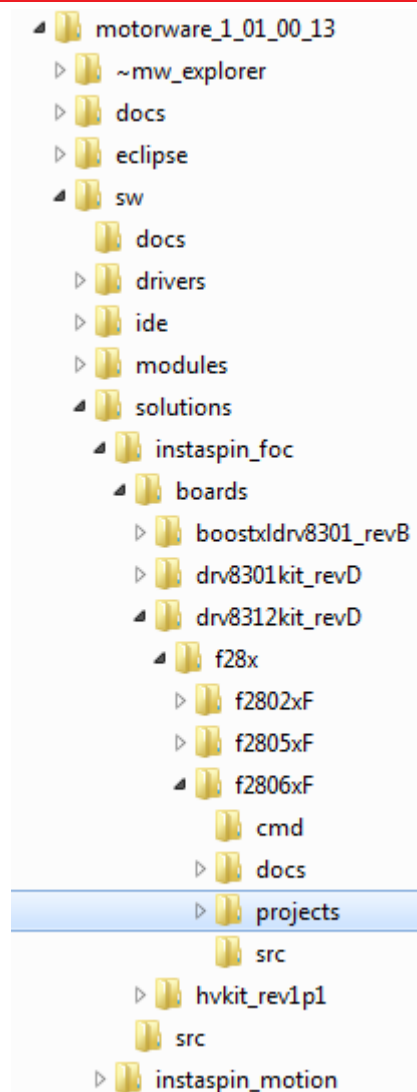 motorware_1_01_00_13
~mw_explorer
docs
eclipse
sw
docs
drivers
ide
modules
solutions
instaspin_foc
boards
boostxldrv8301_revB
drv8301kit_revD
drv8312kit_revD
f28x
f2802xF
f2805xF
f2806xF
cmd
docs
projects
src
hvkit_rev1p1
src
instaspin_motion